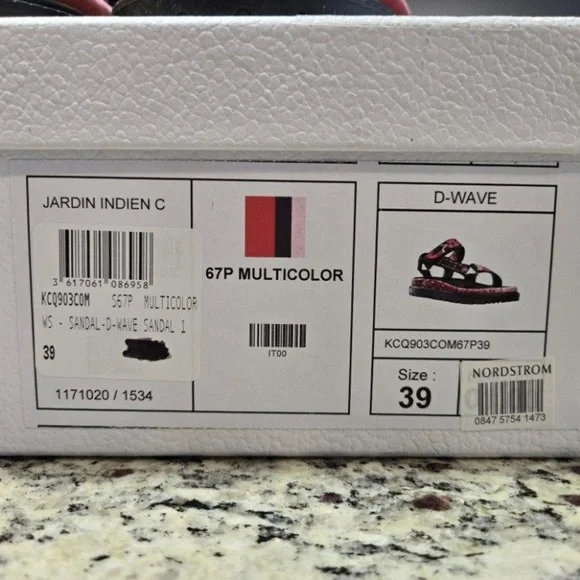 JARDIN INDIEN C
3 617061 086958
KCQ903COM S67P MULTICOLOR
WS - SANDAL-D-WAVE SANDAL 1
39
1171020 / 1534
67P MULTICOLOR
IT00
D-WAVE
KCQ903COM67P39
Size :
39
NORDSTROM
0847 5754 1473